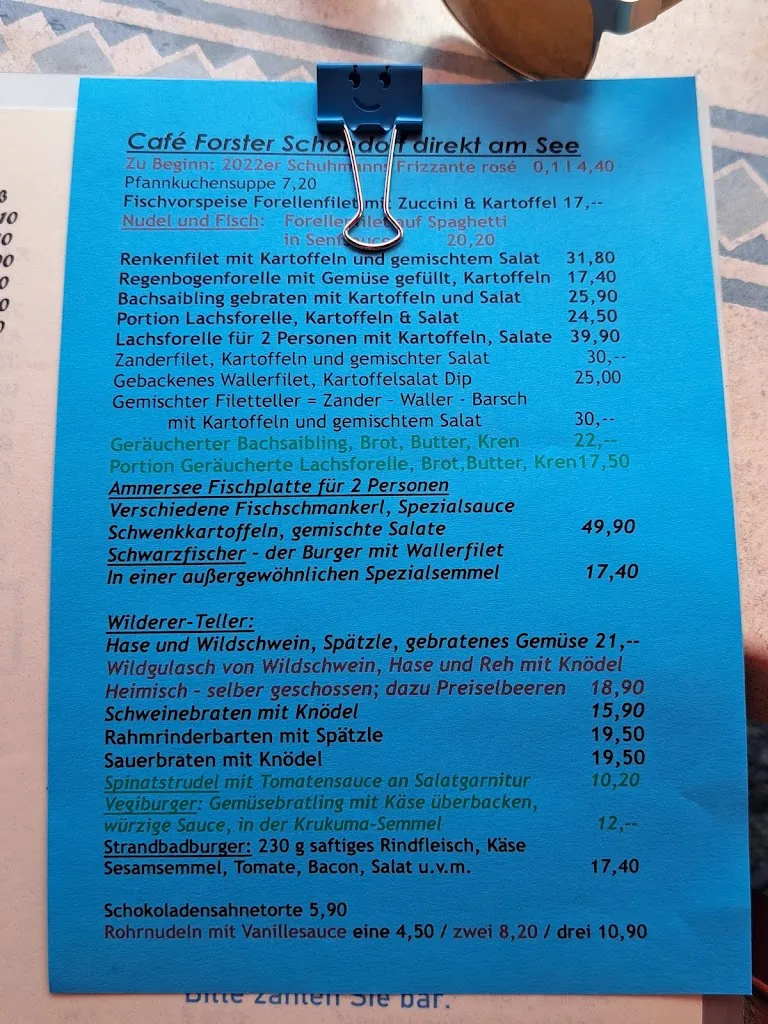 Café Forster Schondorf direkt am See
Zu Beginn: 2022er Schuhmanns Frizzante rosé 0,1 l 4,40
Pfannkuchensuppe 7,20
Fischvorspeise Forellenfilet mit Zuccini & Kartoffel 17,--
Nudel und Fisch: Forellenfilet auf Spaghetti
in Senfsauce 20,20
Renkenfilet mit Kartoffeln und gemischtem Salat 31,80
Regenbogenforelle mit Gemüse gefüllt, Kartoffeln 17,40
Bachsaibling gebraten mit Kartoffeln und Salat 25,90
Portion Lachsforelle, Kartoffeln & Salat 24,50
Lachsforelle für 2 Personen mit Kartoffeln, Salate 39,90
Zanderfilet, Kartoffeln und gemischter Salat 30,--
Gebackenes Wallerfilet, Kartoffelsalat Dip 25,00
Gemischter Filetteller = Zander - Waller - Barsch
mit Kartoffeln und gemischtem Salat 30,--
Geräucherter Bachsaibling, Brot, Butter, Kren 22,--
Portion Geräucherte Lachsforelle, Brot,Butter, Kren17,50
Ammersee Fischplatte für 2 Personen
Verschiedene Fischschmankerl, Spezialsauce
Schwenkkartoffeln, gemischte Salate 49,90
Schwarzfischer - der Burger mit Wallerfilet
In einer außergewöhnlichen Spezialsemmel 17,40
Wilderer-Teller:
Hase und Wildschwein, Spätzle, gebratenes Gemüse 21,--
Wildgulasch von Wildschwein, Hase und Reh mit Knödel
Heimisch - selber geschossen; dazu Preiselbeeren 18,90
Schweinebraten mit Knödel 15,90
Rahmrinderbarten mit Spätzle 19,50
Sauerbraten mit Knödel 19,50
Spinatstrudel mit Tomatensauce an Salatgarnitur 10,20
Vegiburger: Gemüsebratling mit Käse überbacken,
würzige Sauce, in der Krukuma-Semmel 12,--
Strandbadburger: 230 g saftiges Rindfleisch, Käse
Sesamsemmel, Tomate, Bacon, Salat u.v.m. 17,40
Schokoladensahnetorte 5,90
Rohrnudeln mit Vanillesauce eine 4,50 / zwei 8,20 / drei 10,90
Bitte zahlen Sie bar.